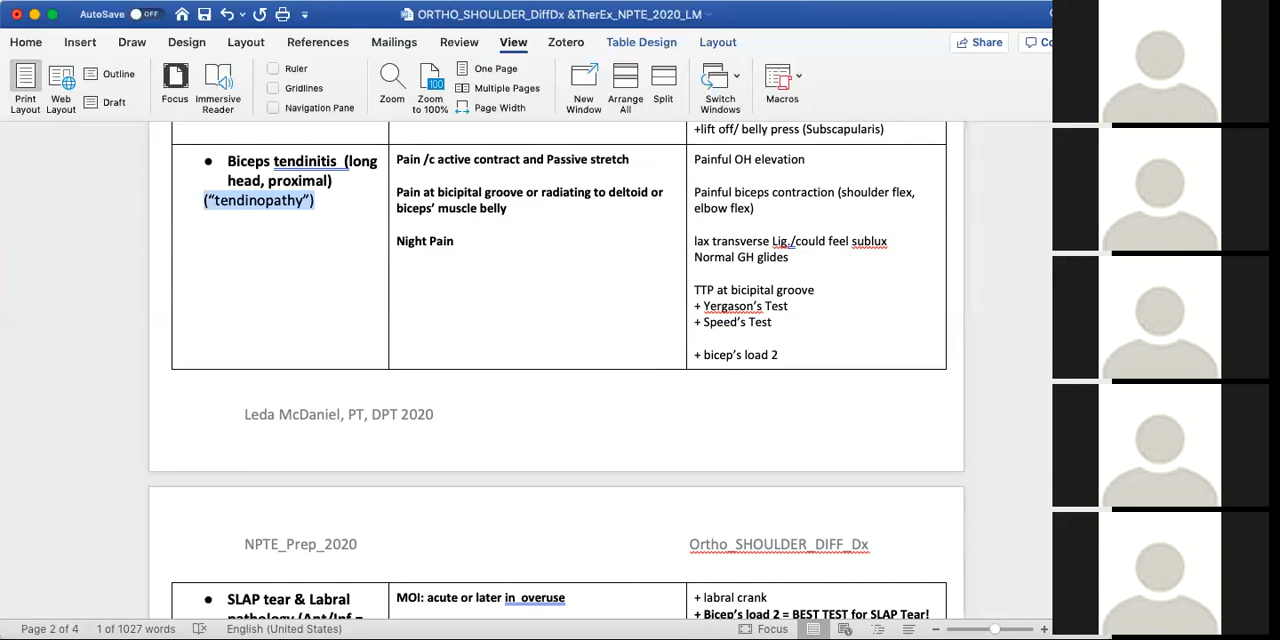 AutoSave OFF
ORTHO_SHOULDER_DiffDx &TherEx_NPTE_2020_LM
Home Insert Draw Design Layout References Mailings Review View Zotero Table Design Layout Share Co
Print Layout
Web Layout
Outline
Draft
Focus
Immersive Reader
Ruler
Gridlines
Navigation Pane
Zoom
Zoom to 100%
100
One Page
Multiple Pages
Page Width
New Window
Arrange All
Split
Switch Windows
Macros
+lift off/ belly press (Subscapularis)
● Biceps tendinitis (long
head, proximal)
(“tendinopathy”)
Pain /c active contract and Passive stretch
Pain at bicipital groove or radiating to deltoid or
biceps’ muscle belly
Night Pain
Painful OH elevation
Painful biceps contraction (shoulder flex,
elbow flex)
lax transverse Lig./could feel sublux
Normal GH glides
TTP at bicipital groove
+ Yergason’s Test
+ Speed’s Test
+ bicep’s load 2
Leda McDaniel, PT, DPT 2020
NPTE_Prep_2020
Ortho_SHOULDER_DIFF_Dx
● SLAP tear & Labral
pathology (Ant/Inf =
MOI: acute or later in overuse
+ labral crank
+ Bicep’s load 2 = BEST TEST for SLAP Tear!
Page 2 of 4 1 of 1027 words English (United States) Focus